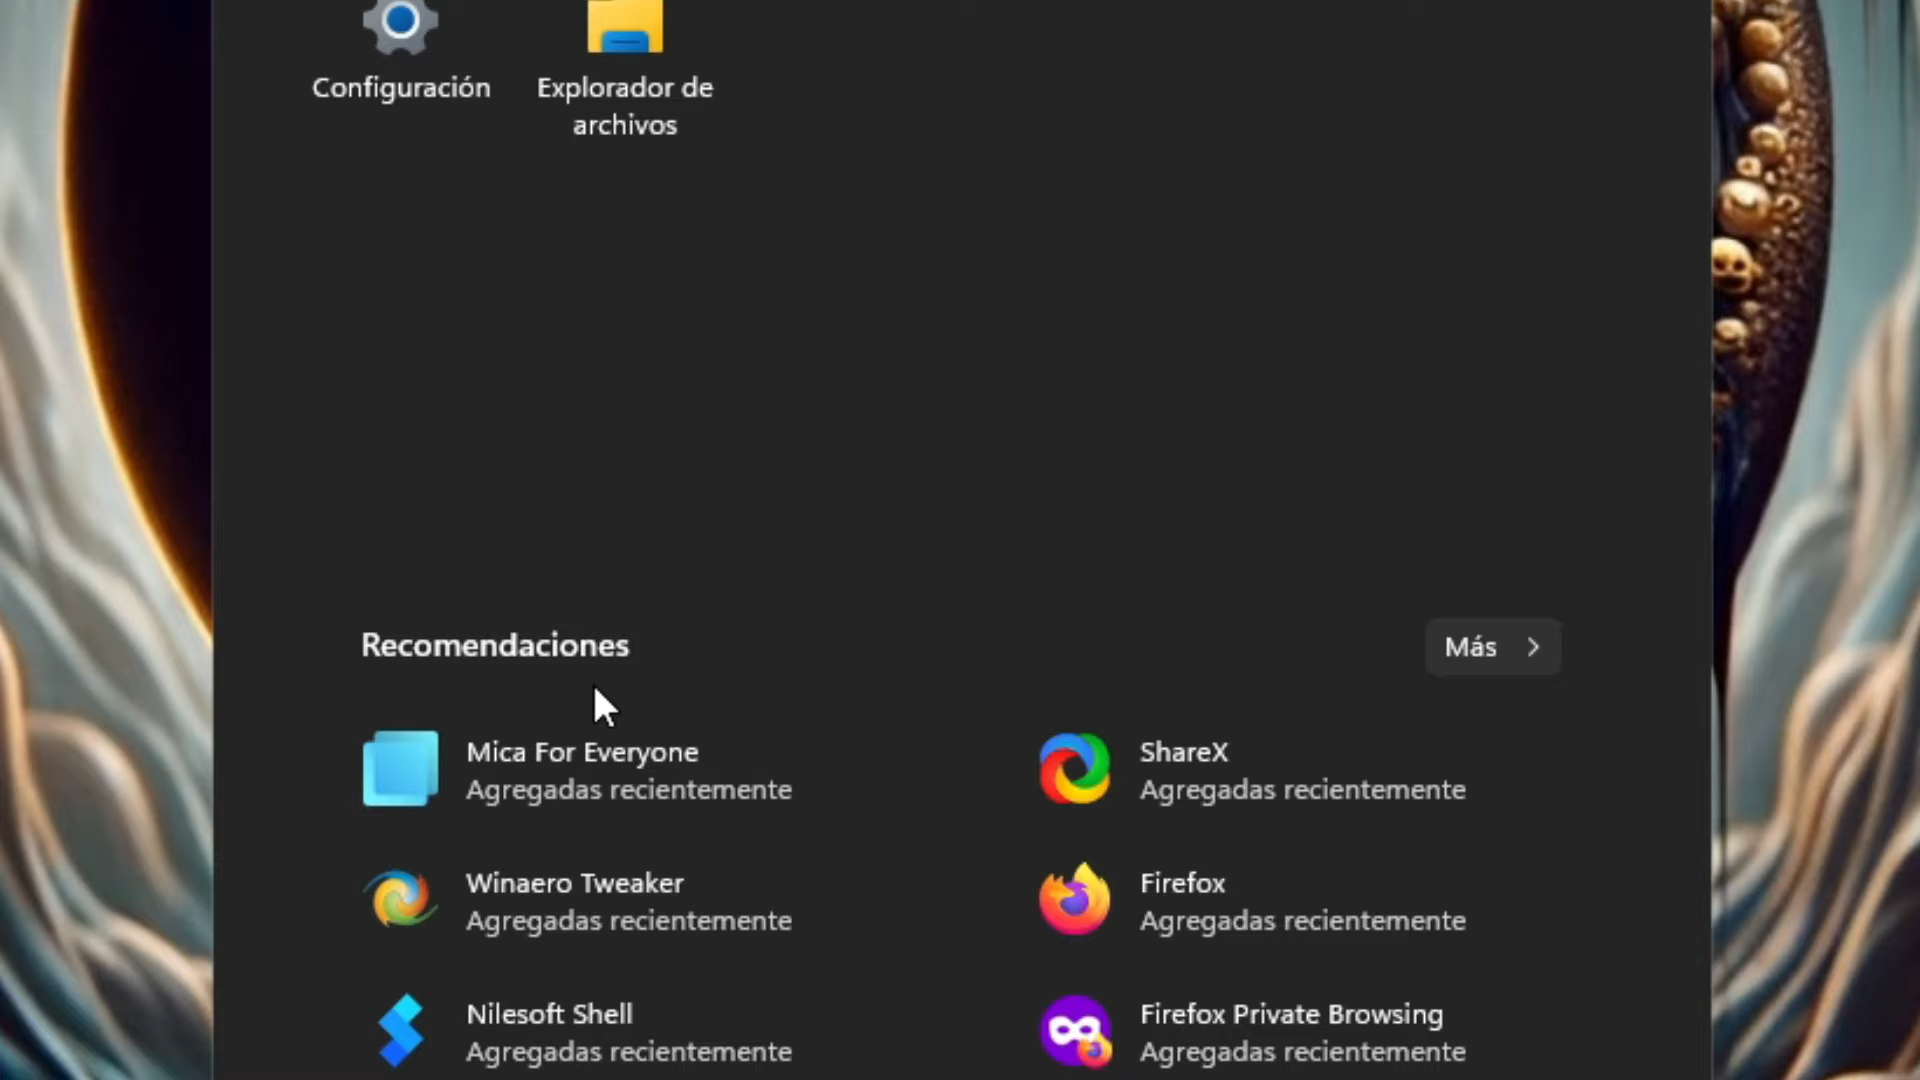 Configuración
Explorador de
archivos
Recomendaciones
Más
Mica For Everyone
Agregadas recientemente
ShareX
Agregadas recientemente
Winaero Tweaker
Agregadas recientemente
Firefox
Agregadas recientemente
Nilesoft Shell
Agregadas recientemente
Firefox Private Browsing
Agregadas recientemente